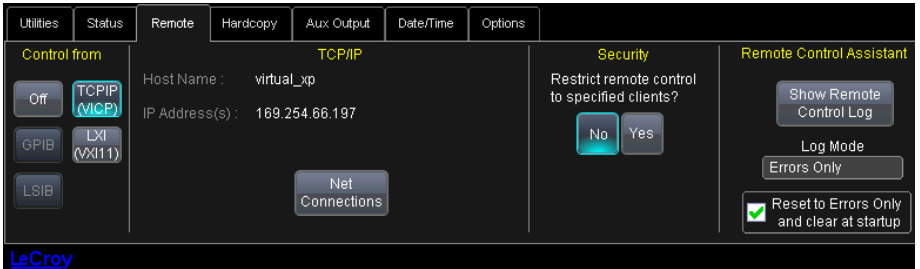 Utilities
Status
Remote
Hardcopy
Aux Output
Date/Time
Options
Control from
Off
TCPIP
(VICP)
GPIB
LXI
(VXI11)
LSIB
TCP/IP
Host Name :
virtual_xp
IP Address(s) :
169.254.66.197
Net
Connections
Security
Restrict remote control
to specified clients?
No
Yes
Remote Control Assistant
Show Remote
Control Log
Log Mode
Errors Only
Reset to Errors Only
and clear at startup
LeCroy